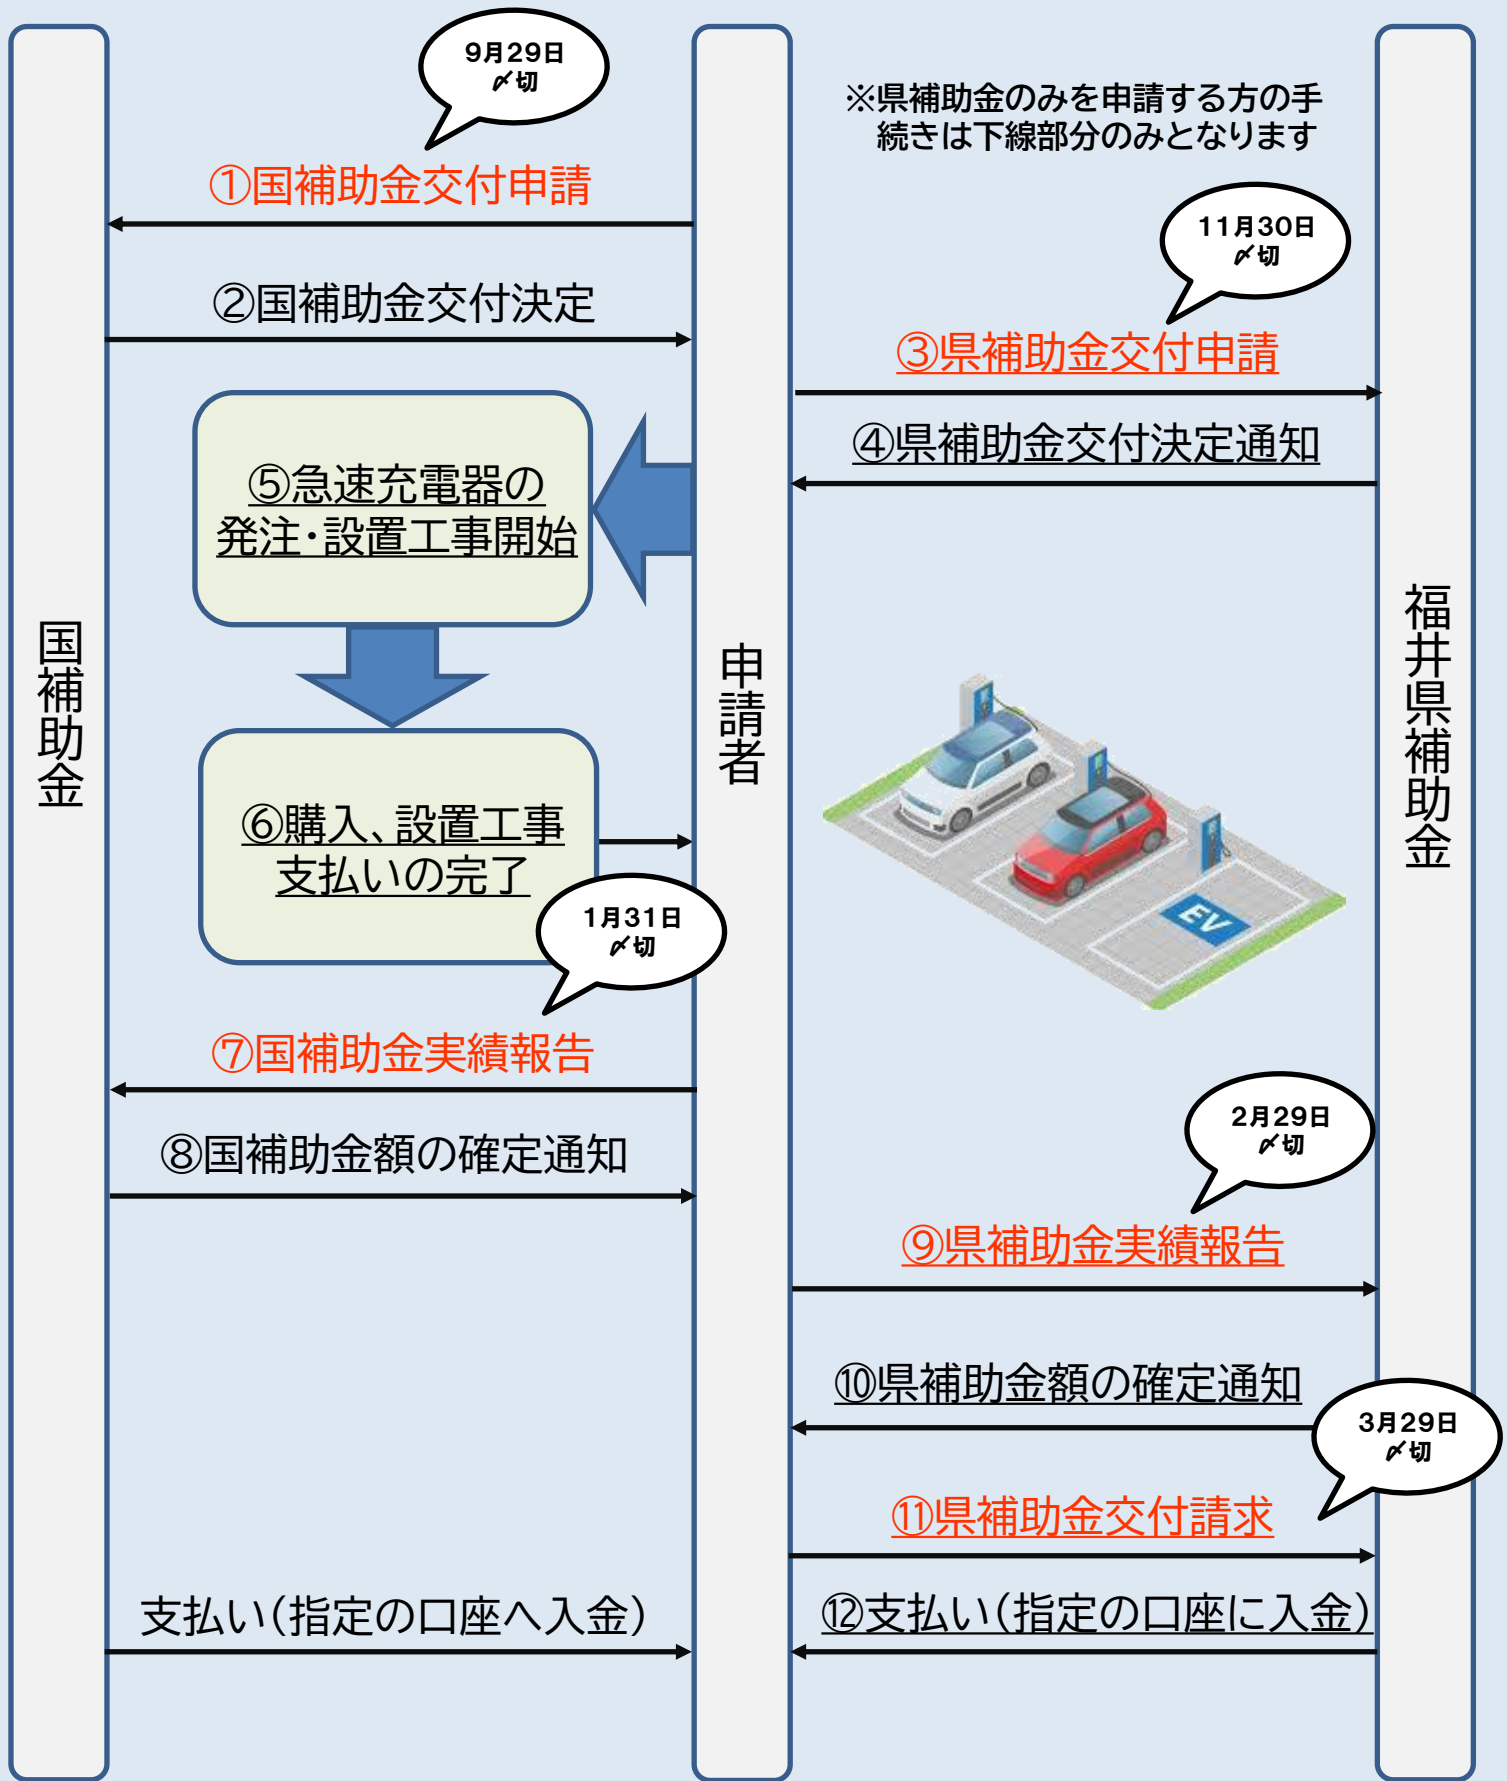 9月29日
〆切
※県補助金のみを申請する方の手
続きは下線部分のみとなります
①国補助金交付申請
11月30日
〆切
②国補助金交付決定
③県補助金交付申請
④県補助金交付決定通知
⑤急速充電器の
発注・設置工事開始
国補助金
申請者
福井県補助金
⑥購入、設置工事
支払いの完了
EV
1月31日
〆切
⑦国補助金実績報告
2月29日
〆切
⑧国補助金額の確定通知
⑨県補助金実績報告
⑩県補助金額の確定通知
3月29日
〆切
⑪県補助金交付請求
支払い(指定の口座へ入金)
⑫支払い(指定の口座に入金)